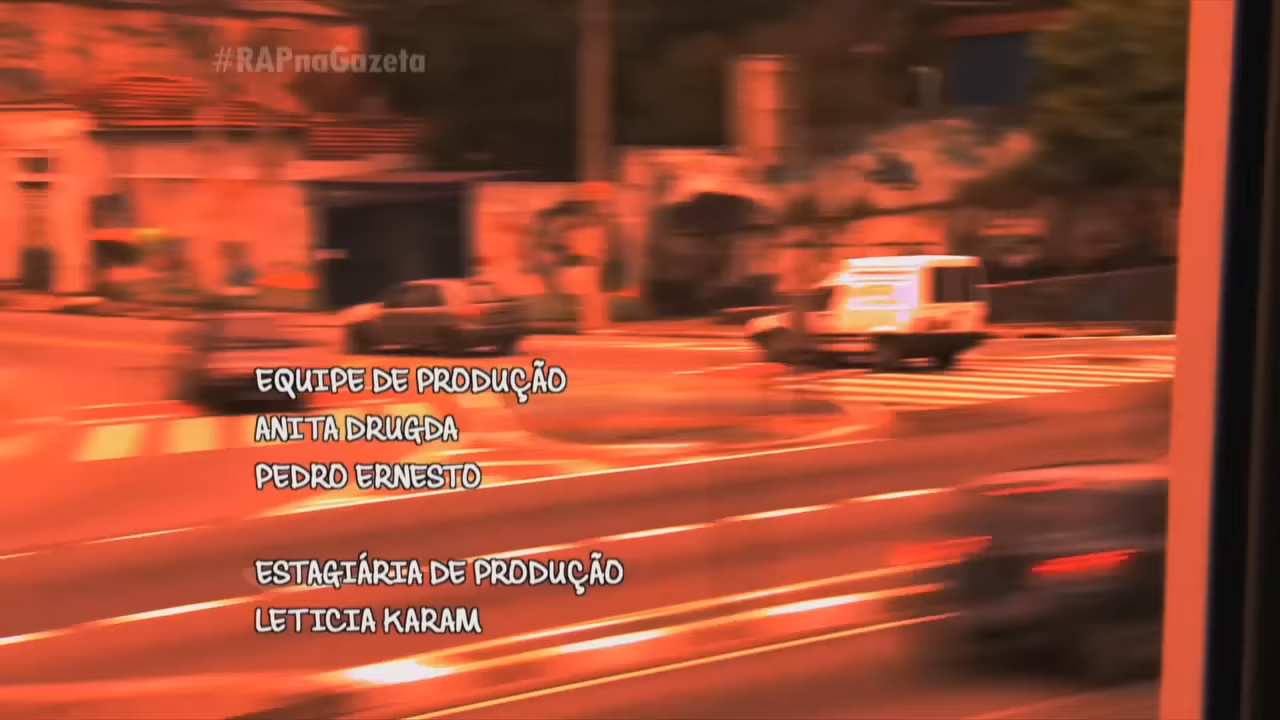 #RAPnaGazeta
EQUIPE DE PRODUÇÃO
ANITA DRUGDA
PEDRO ERNESTO
ESTAGIÁRIA DE PRODUÇÃO
LETICIA KARAM